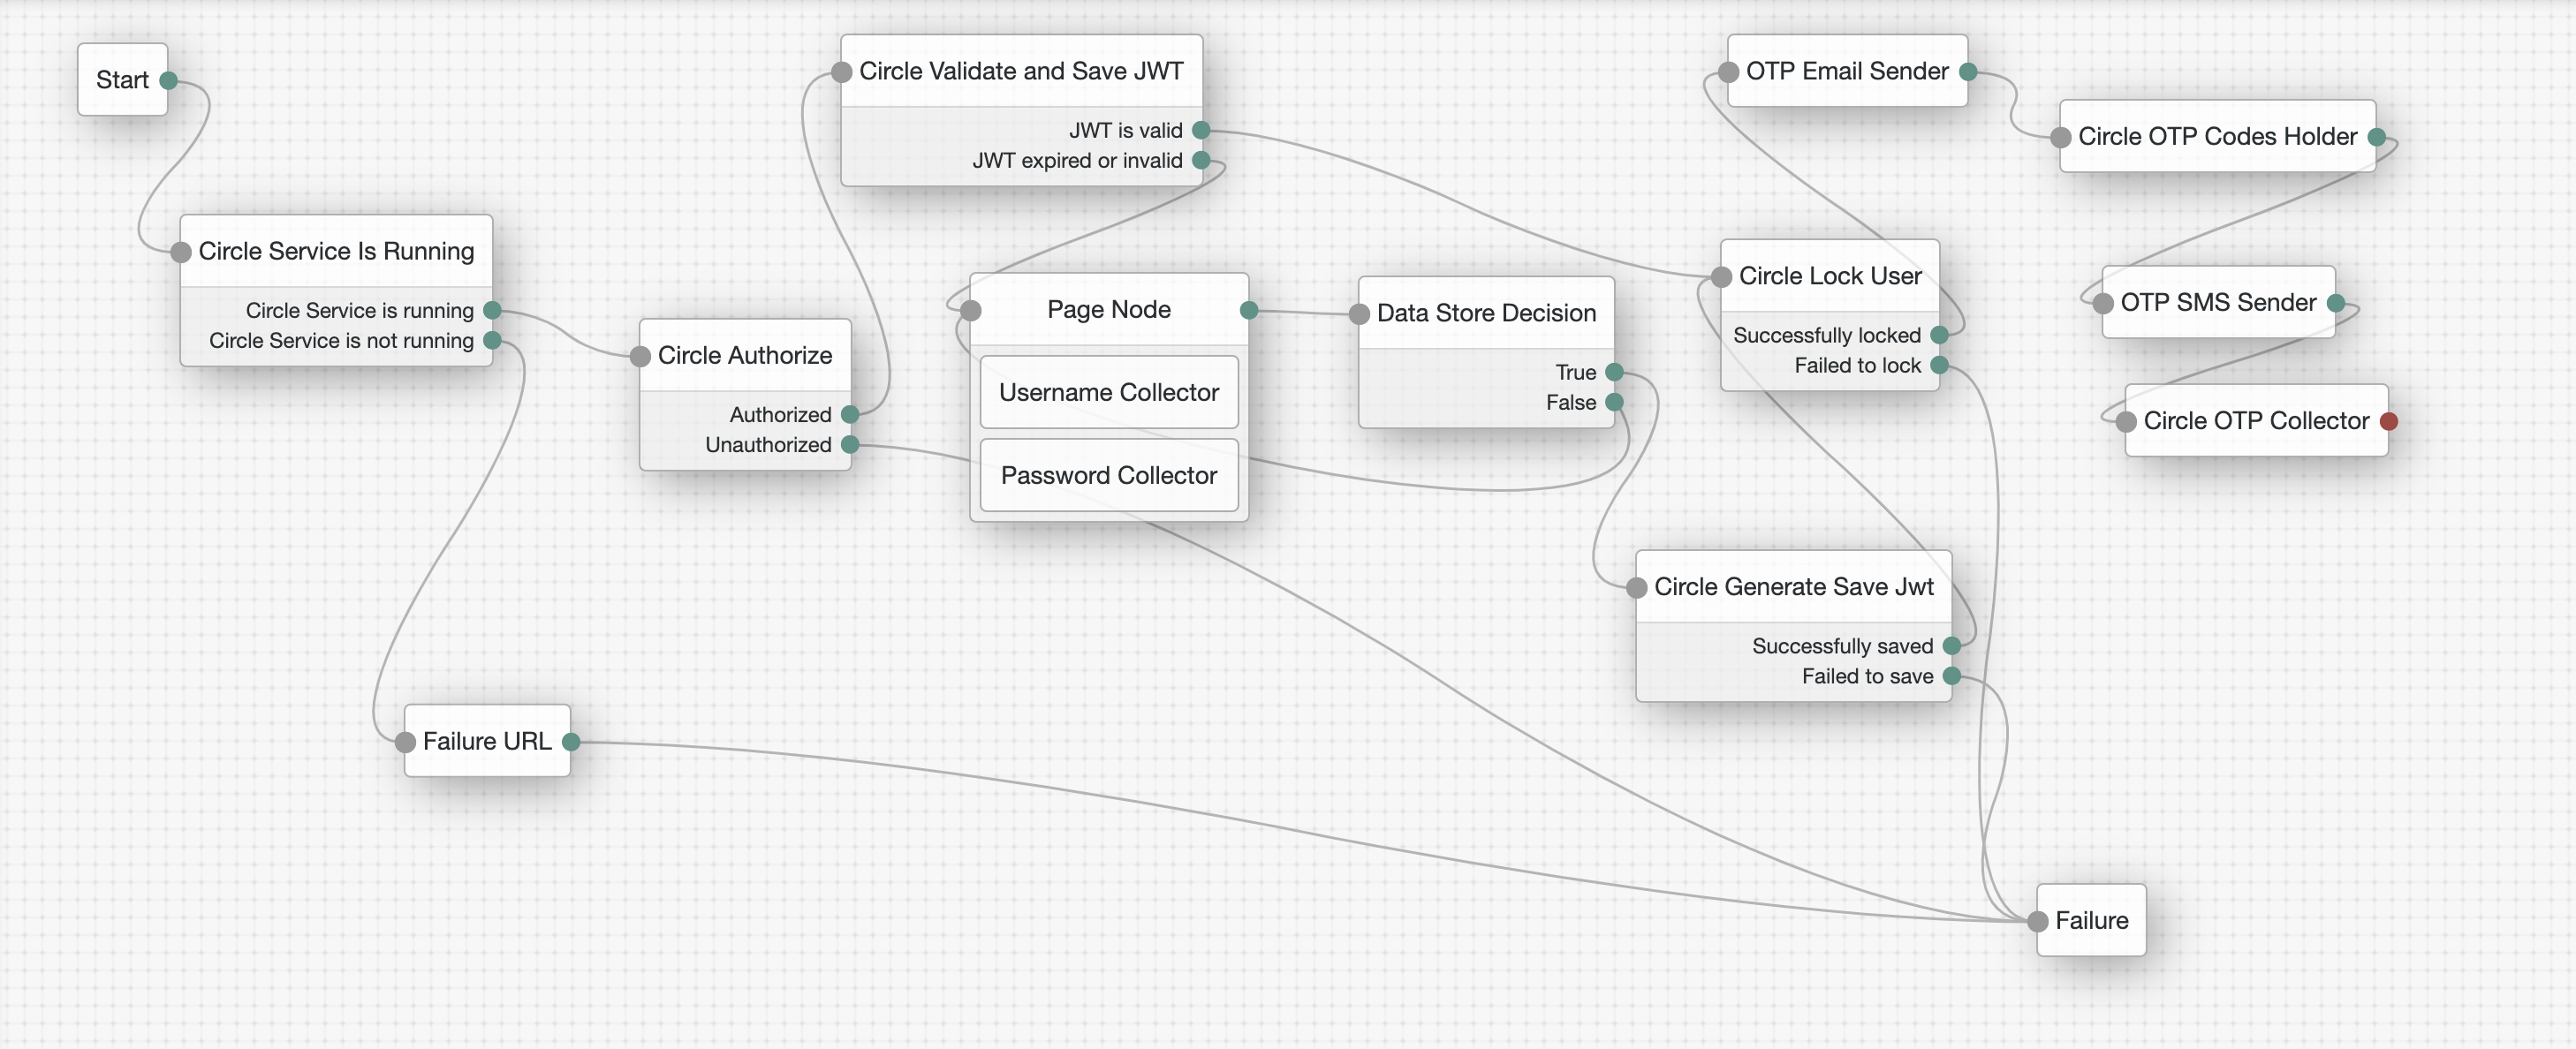 Start
Circle Service Is Running
Circle Service is running
Circle Service is not running
Failure URL
Circle Authorize
Authorized
Unauthorized
Circle Validate and Save JWT
JWT is valid
JWT expired or invalid
Page Node
Username Collector
Password Collector
Data Store Decision
True
False
Circle Generate Save Jwt
Successfully saved
Failed to save
Circle Lock User
Successfully locked
Failed to lock
OTP Email Sender
Circle OTP Codes Holder
OTP SMS Sender
Circle OTP Collector
Failure